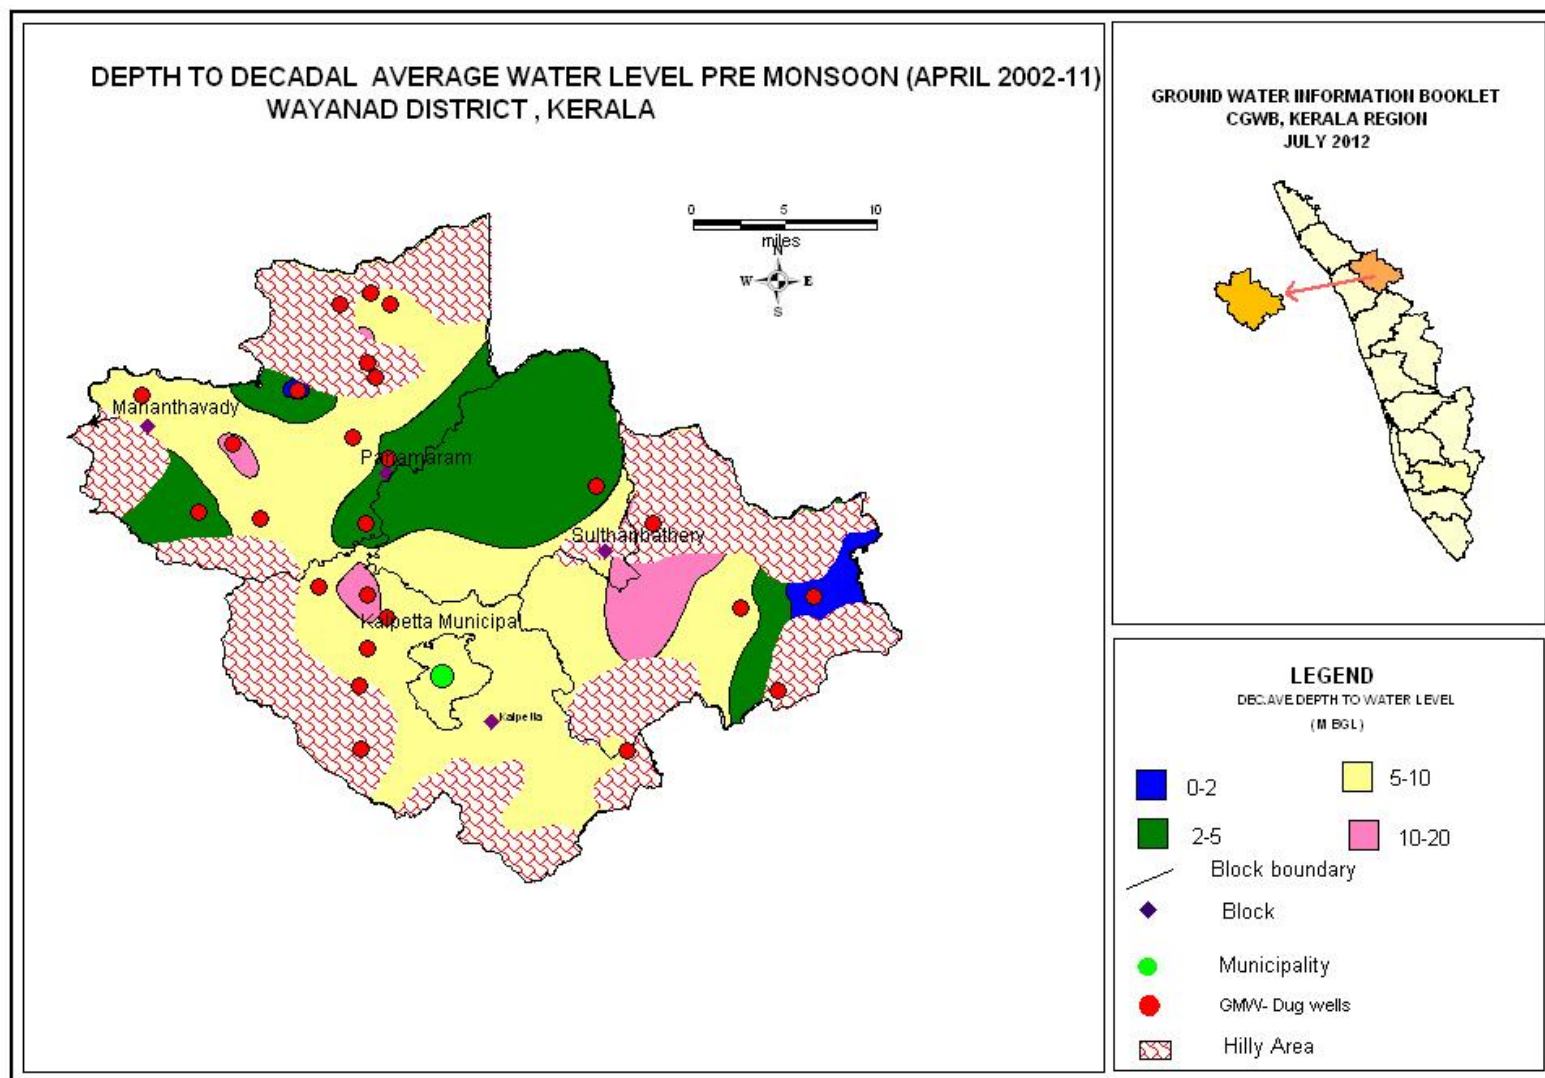 DEPTH TO DECADAL AVERAGE WATER LEVEL PRE MONSOON (APRIL 2002-11)
WAYANAD DISTRICT , KERALA
0 5 10
miles
N
W E
S
Mananthavady
Panamaram
Sulthanbathery
Kalpetta Municipal
Kalpetta
GROUND WATER INFORMATION BOOKLET
CGWB, KERALA REGION
JULY 2012
LEGEND
DEC.AVE.DEPTH TO WATER LEVEL
(M BGL)
0-2
5-10
2-5
10-20
Block boundary
Block
Municipality
GMW- Dug wells
Hilly Area